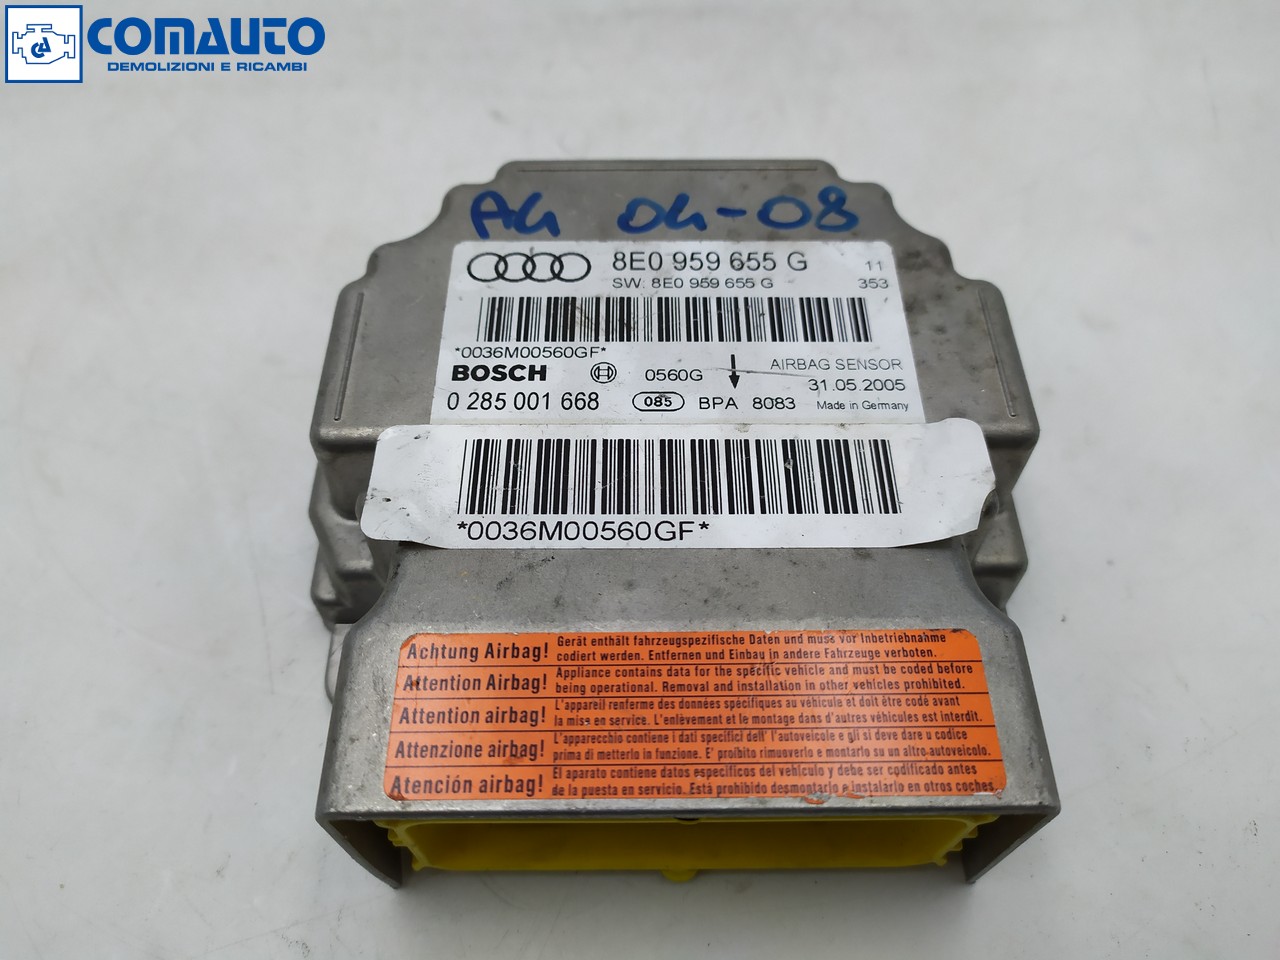 COMAUTO
DEMOLIZIONI E RICAMBI
A4 04-08
8E0 959 655 G 11
SW: 8E0 959 655 G 353
*0036M00560GF*
BOSCH 0560G AIRBAG SENSOR
31.05.2005
0 285 001 668 085 BPA 8083 Made in Germany
*0036M00560GF*
Achtung Airbag! Gerät enthält fahrzeugspezifische Daten und muss vor Inbetriebnahme
codiert werden. Entfernen und Einbau in andere Fahrzeuge verboten.
Attention Airbag! Appliance contains data for the specific vehicle and must be coded before
being operational. Removal and installation in other vehicles prohibited.
Attention airbag! L'appareil renferme des données spécifiques au véhicule et doit être codé avant
la mise en service. L'enlèvement et le montage dans d'autres véhicules est interdit.
Attenzione airbag! L'apparecchio contiene i dati specifici dell' autoveicolo e gli si deve dare u codice
prima di metterlo in funzione. E' proibito rimuoverlo e montarlo su un altro autoveicolo.
Atención airbag! El aparato contiene datos específicos del vehículo y debe ser codificado antes
de la puesta en servicio. Está prohibido desmontarlo e instalarlo en otros coches.